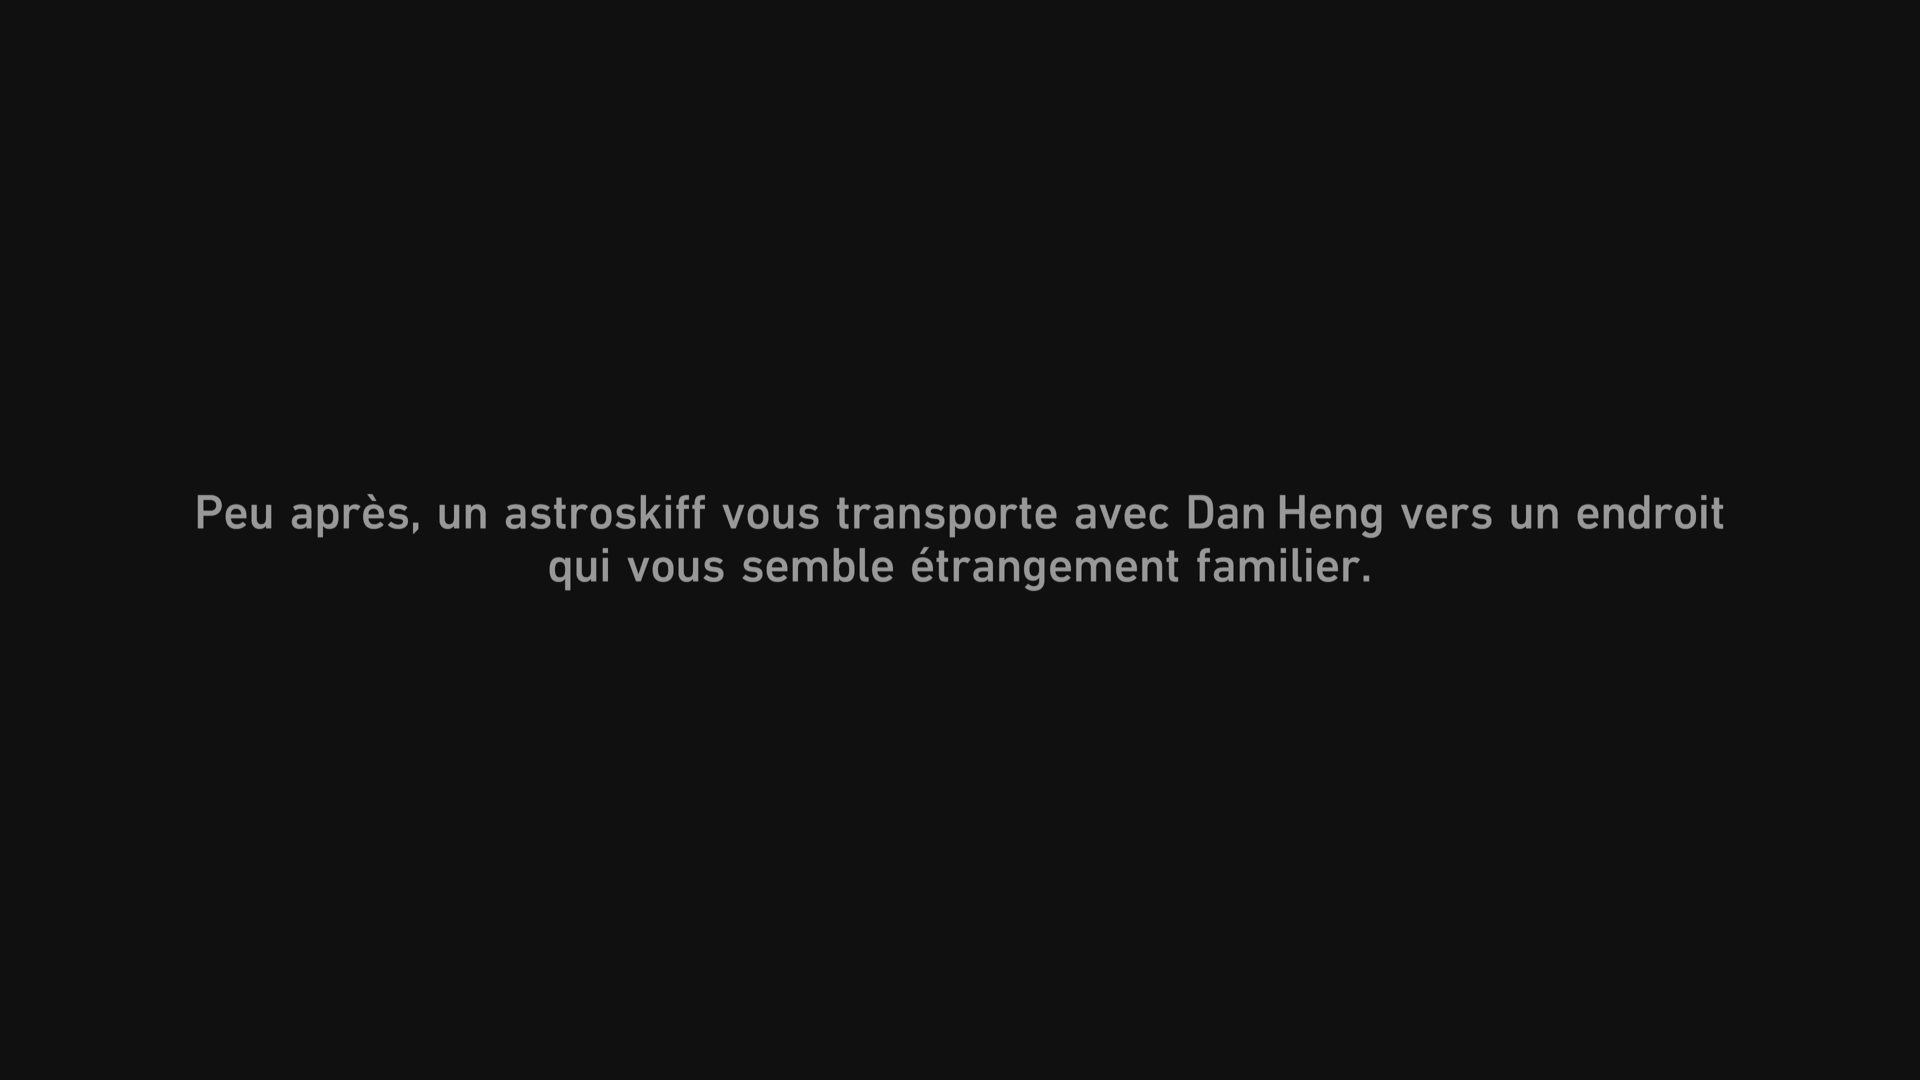 Peu après, un astroskiff vous transporte avec Dan Heng vers un endroit
qui vous semble étrangement familier.